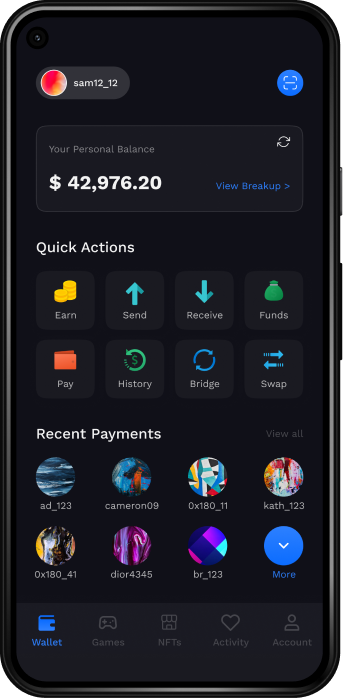 sam12_12
Your Personal Balance
$ 42,976.20
View Breakup >
Quick Actions
Earn Send Receive Funds
Pay History Bridge Swap
Recent Payments View all
ad_123 cameron09 0x180_11 kath_123
0x180_41 dior4345 br_123 More
Wallet Games NFTs Activity Account